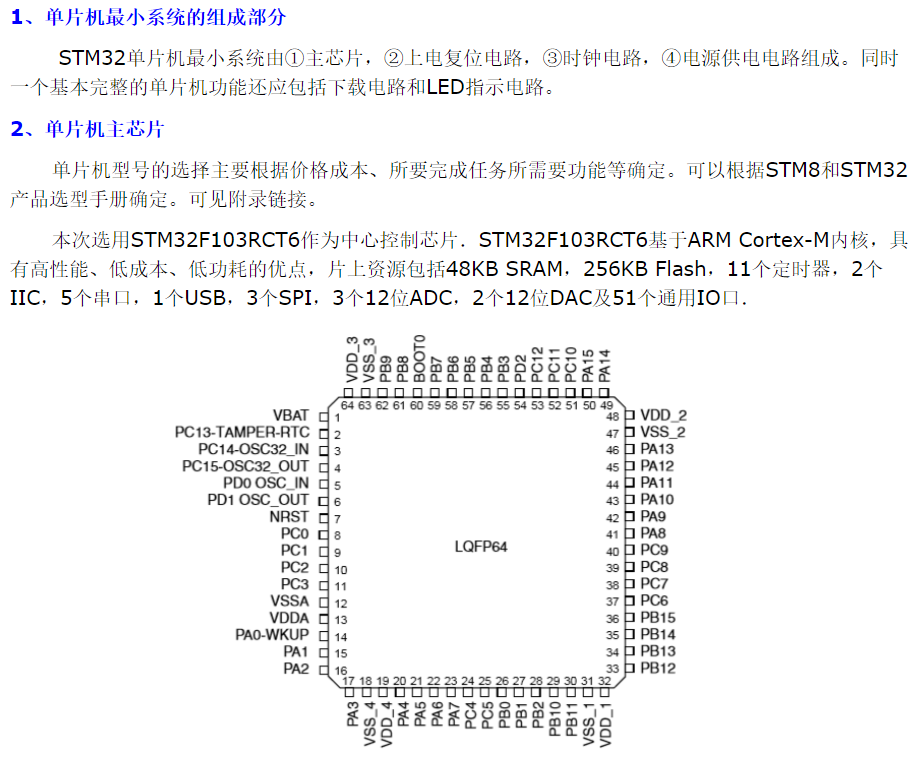 1、单片机最小系统的组成部分
STM32单片机最小系统由①主芯片，②上电复位电路，③时钟电路，④电源供电电路组成。同时
一个基本完整的单片机功能还应包括下载电路和LED指示电路。
2、单片机主芯片
单片机型号的选择主要根据价格成本、所要完成任务所需要功能等确定。可以根据STM8和STM32
产品选型手册确定。可见附录链接。
本次选用STM32F103RCT6作为中心控制芯片．STM32F103RCT6基于ARM Cortex-M内核，具
有高性能、低成本、低功耗的优点，片上资源包括48KB SRAM，256KB Flash，11个定时器，2个
IIC，5个串口，1个USB，3个SPI，3个12位ADC，2个12位DAC及51个通用IO口．
VDD_3 VSS_3 PB9 PB8 BOOT0 PB7 PB6 PB5 PB4 PB3 PD2 PC12 PC11 PC10 PA15 PA14
64 63 62 61 60 59 58 57 56 55 54 53 52 51 50 49
VBAT 1 48 VDD_2
PC13-TAMPER-RTC 2 47 VSS_2
PC14-OSC32_IN 3 46 PA13
PC15-OSC32_OUT 4 45 PA12
PD0 OSC_IN 5 44 PA11
PD1 OSC_OUT 6 43 PA10
NRST 7 42 PA9
PC0 8 41 PA8
PC1 9 40 PC9
LQFP64
PC2 10 39 PC8
PC3 11 38 PC7
VSSA 12 37 PC6
VDDA 13 36 PB15
PA0-WKUP 14 35 PB14
PA1 15 34 PB13
PA2 16 33 PB12
17 18 19 20 21 22 23 24 25 26 27 28 29 30 31 32
PA3 VSS_4 VDD_4 PA4 PA5 PA6 PA7 PC4 PC5 PB0 PB1 PB2 PB10 PB11 VSS_1 VDD_1